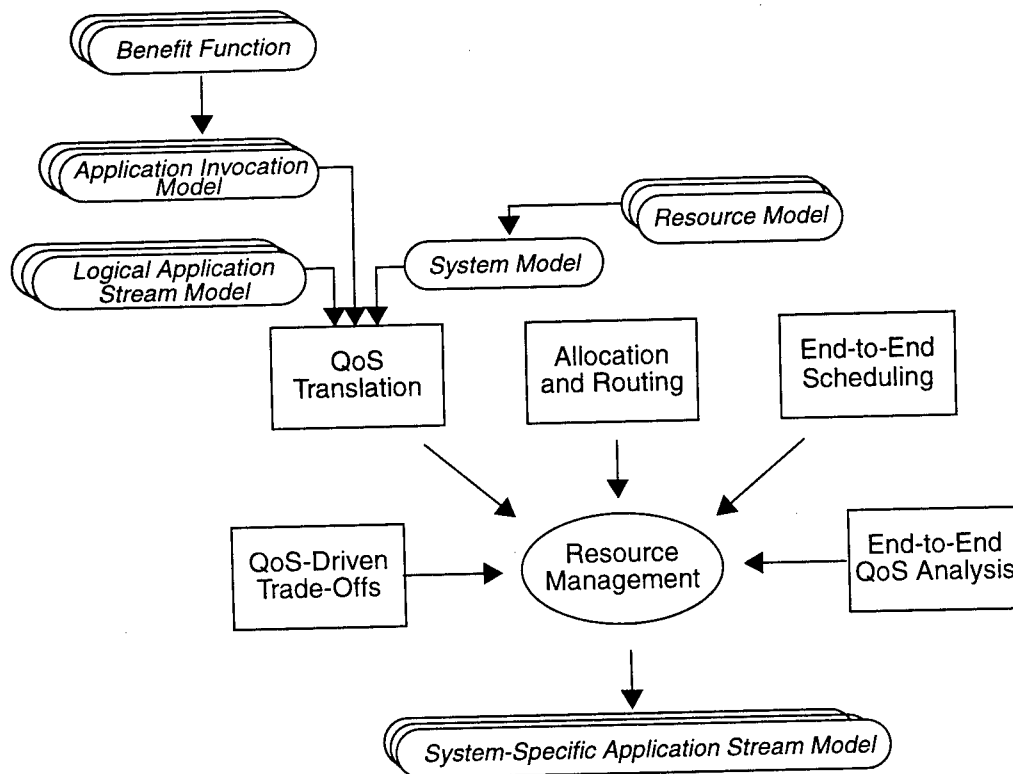 Benefit Function
Application Invocation
Model
Resource Model
Logical Application
Stream Model
System Model
QoS
Translation
Allocation
and Routing
End-to-End
Scheduling
QoS-Driven
Trade-Offs
Resource
Management
End-to-End
QoS Analysis
System-Specific Application Stream Model